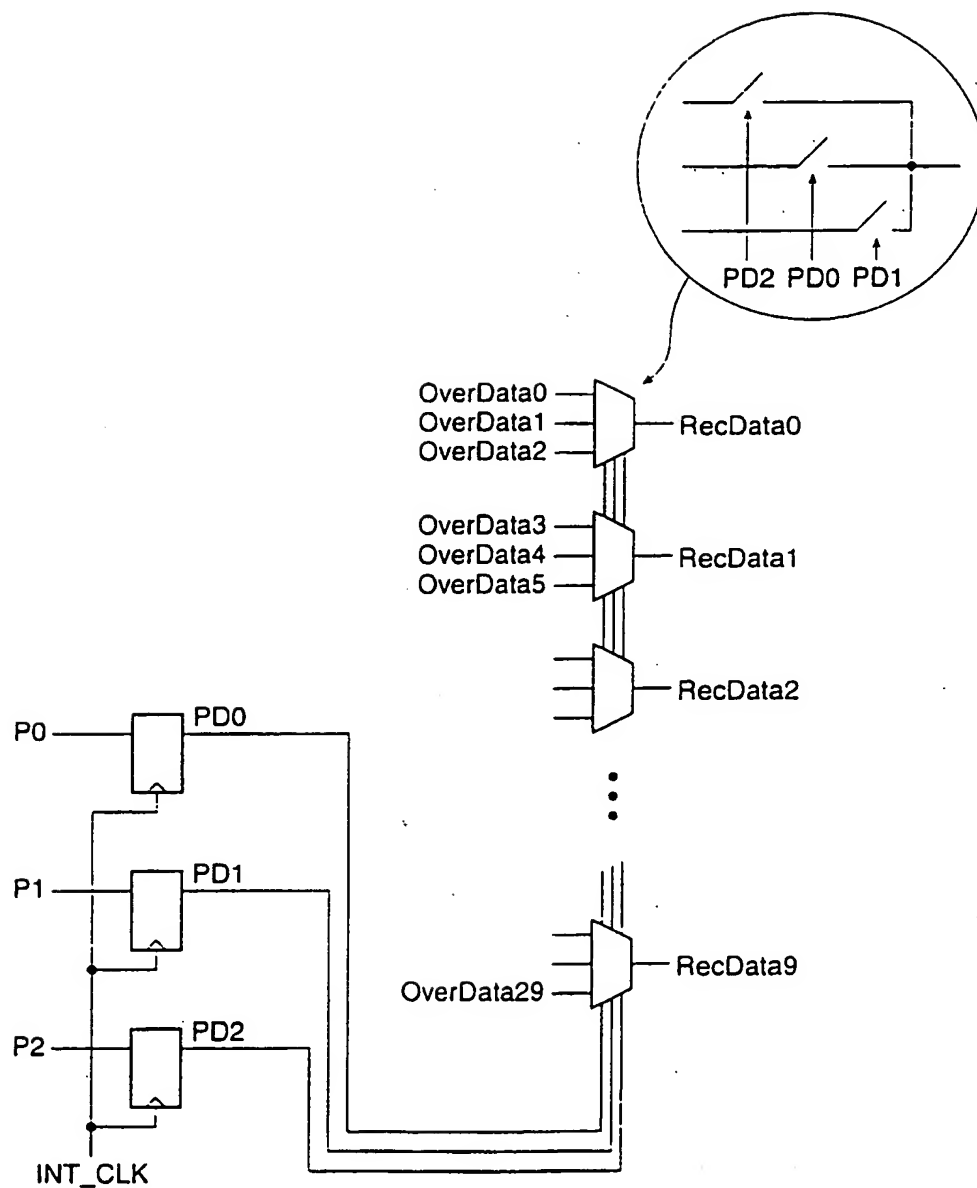 PD2 PD0 PD1
OverData0
OverData1
OverData2
RecData0
OverData3
OverData4
OverData5
RecData1
RecData2
P0
PD0
P1
PD1
OverData29
RecData9
P2
PD2
INT_CLK